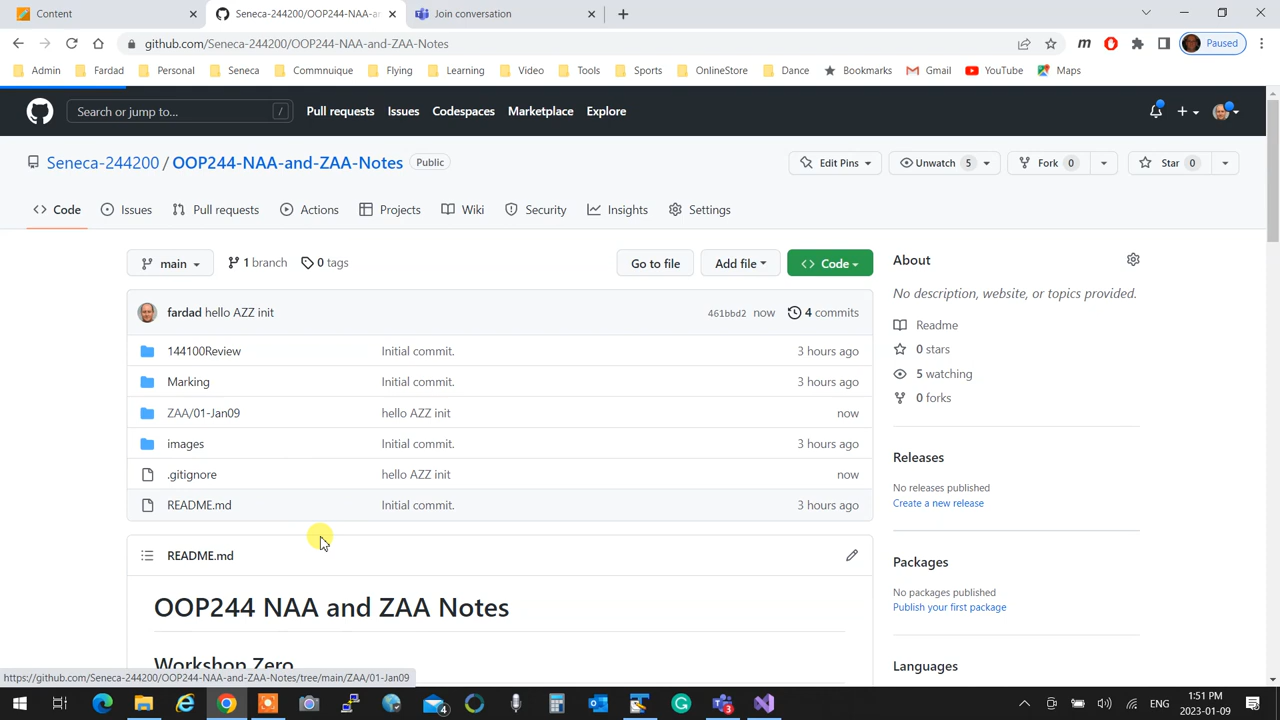 Content
Seneca-244200/OOP244-NAA-an
Join conversation
github.com/Seneca-244200/OOP244-NAA-and-ZAA-Notes
m
Paused
Admin Fardad Personal Seneca Commnuique Flying Learning Video Tools Sports OnlineStore Dance Bookmarks Gmail YouTube Maps
Search or jump to... /
Pull requests Issues Codespaces Marketplace Explore
Seneca-244200 / OOP244-NAA-and-ZAA-Notes Public
Edit Pins Unwatch 5 Fork 0 Star 0
<> Code Issues Pull requests Actions Projects Wiki Security Insights Settings
main 1 branch 0 tags Go to file Add file <> Code
About
No description, website, or topics provided.
fardad hello AZZ init 461bbd2 now 4 commits
Readme
144100Review Initial commit. 3 hours ago
0 stars
Marking Initial commit. 3 hours ago
5 watching
ZAA/01-Jan09 hello AZZ init now
0 forks
images Initial commit. 3 hours ago
Releases
.gitignore hello AZZ init now
No releases published
README.md Initial commit. 3 hours ago
Create a new release
README.md
Packages
No packages published
OOP244 NAA and ZAA Notes
Publish your first package
Workshop Zero
Languages
https://github.com/Seneca-244200/OOP244-NAA-and-ZAA-Notes/tree/main/ZAA/01-Jan09
4
3
ENG
1:51 PM
2023-01-09